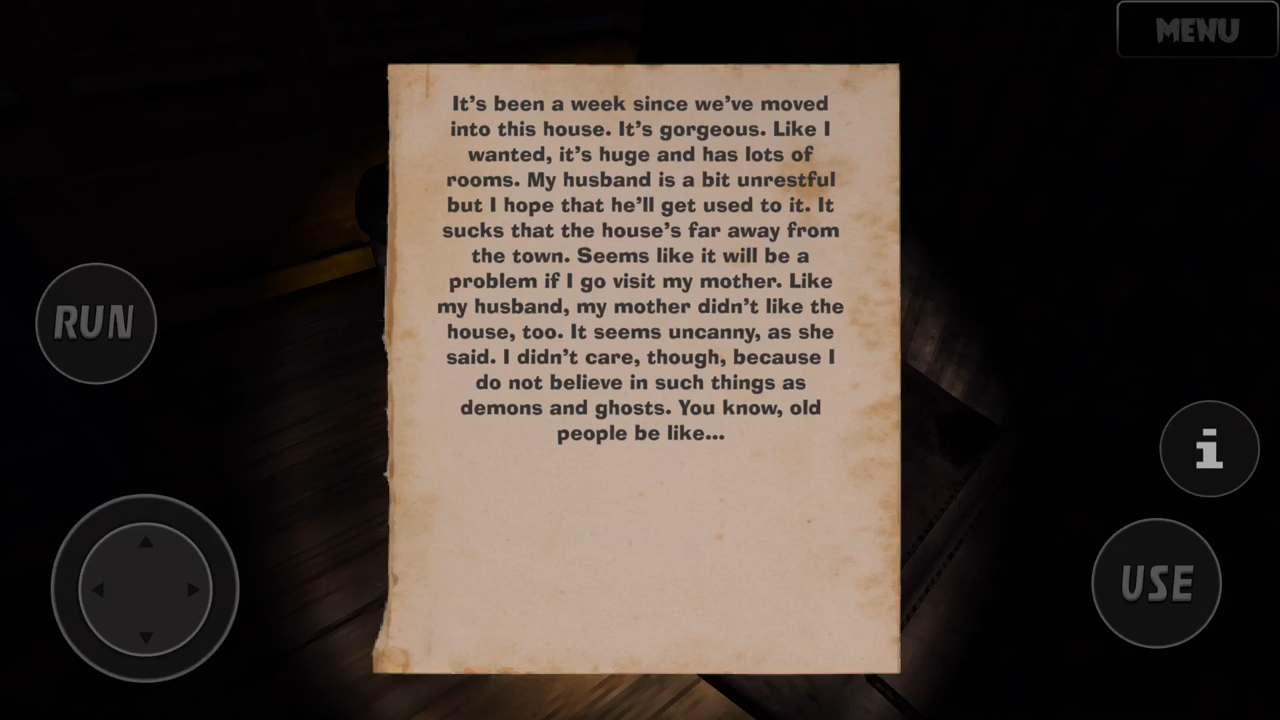 MENU
It's been a week since we've moved
into this house. It's gorgeous. Like I
wanted, it's huge and has lots of
rooms. My husband is a bit unrestful
but I hope that he'll get used to it. It
sucks that the house's far away from
the town. Seems like it will be a
problem if I go visit my mother. Like
my husband, my mother didn't like the
house, too. It seems uncanny, as she
said. I didn't care, though, because I
do not believe in such things as
demons and ghosts. You know, old
people be like...
RUN
i
USE